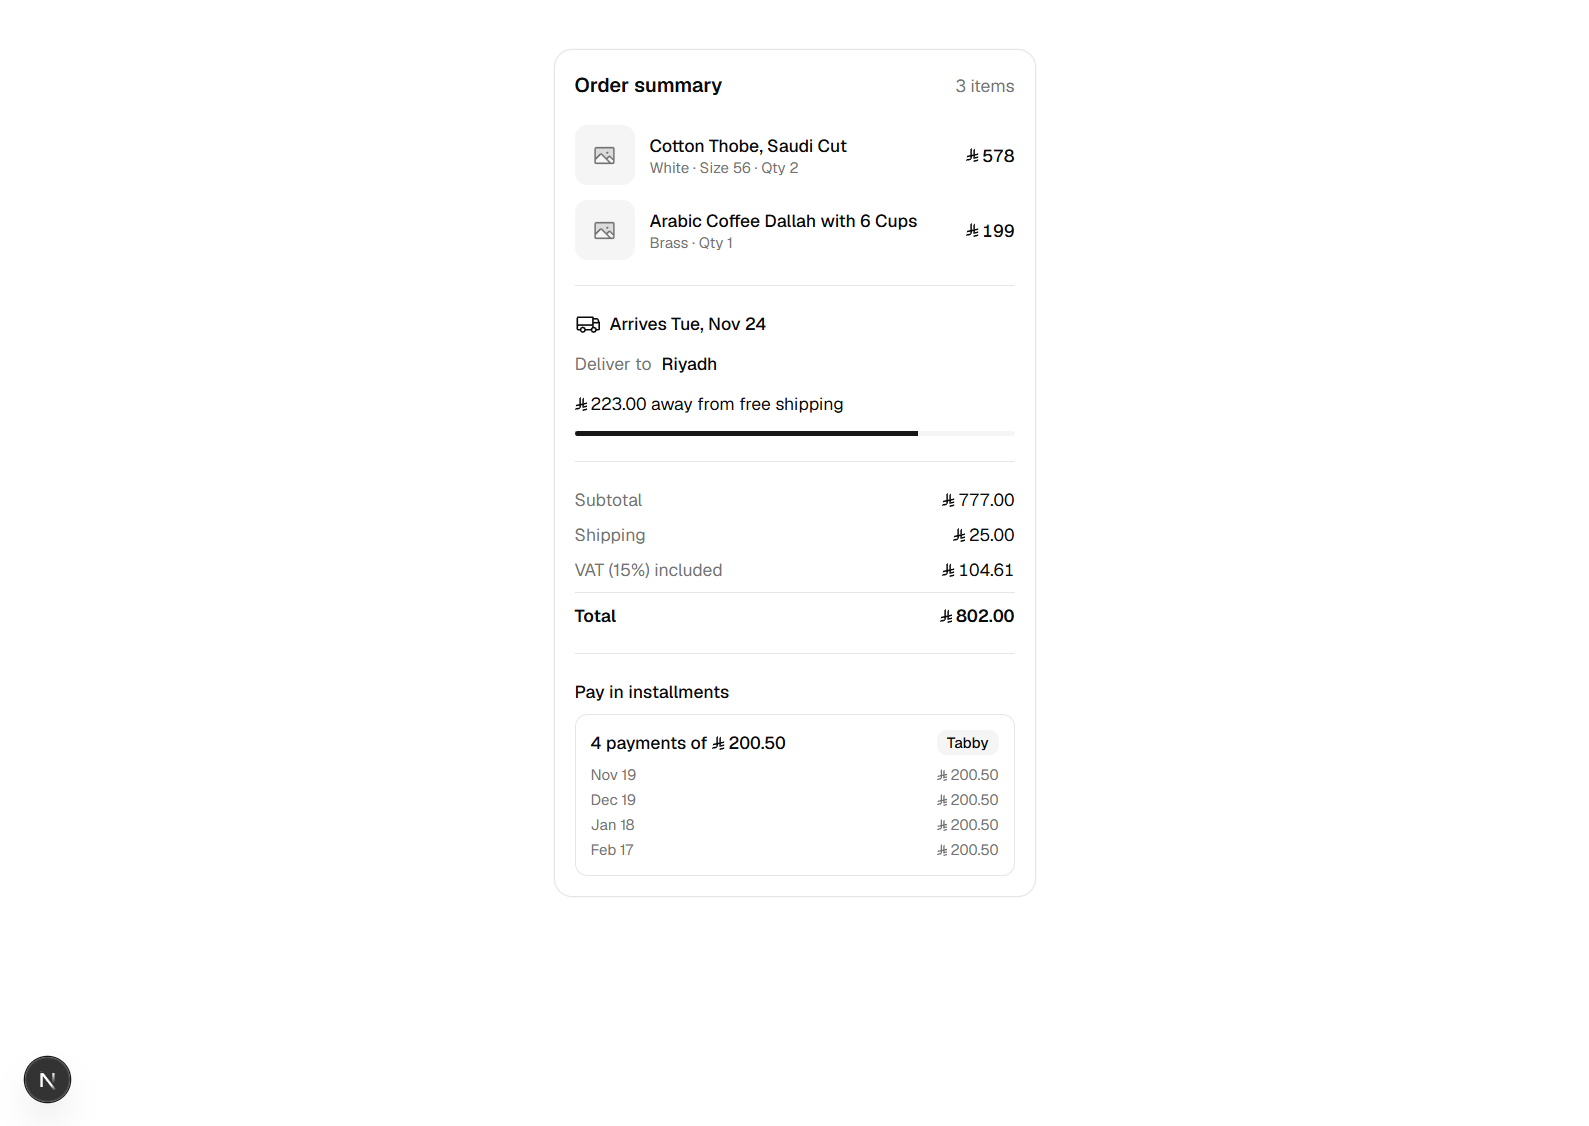 Order summary
3 items
Cotton Thobe, Saudi Cut
White · Size 56 · Qty 2
⃁ 578
Arabic Coffee Dallah with 6 Cups
Brass · Qty 1
⃁ 199
Arrives Tue, Nov 24
Deliver to Riyadh
⃁ 223.00 away from free shipping
Subtotal ⃁ 777.00
Shipping ⃁ 25.00
VAT (15%) included ⃁ 104.61
Total ⃁ 802.00
Pay in installments
4 payments of ⃁ 200.50 Tabby
Nov 19 ⃁ 200.50
Dec 19 ⃁ 200.50
Jan 18 ⃁ 200.50
Feb 17 ⃁ 200.50
N